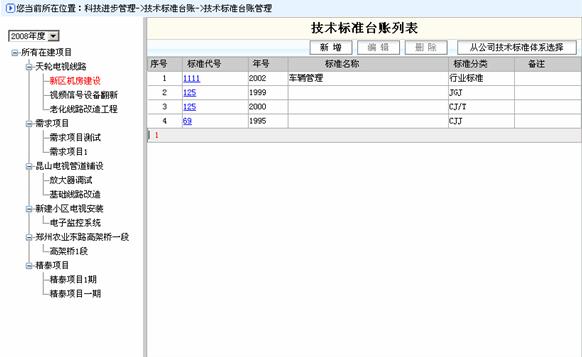 您当前所在位置：科技进步管理->技术标准台账->技术标准台账管理
2008年度
所有在建项目
天轮电视线路
新区机房建设
视频信号设备翻新
老化线路改造工程
需求项目
需求项目测试
需求项目1
昆山电视管道铺设
放大器调试
基础线路改造
新建小区电视安装
电子监控系统
郑州农业东路高架桥一段
高架桥1段
精泰项目
精泰项目1期
精泰项目一期
技术标准台账列表
新 增 编 辑 删 除 从公司技术标准体系选择
序号 标准代号 年号 标准名称 标准分类 备注
1 1111 2002 车辆管理 行业标准
2 125 1999 JGJ
3 125 2000 CJ/T
4 69 1995 CJJ
1